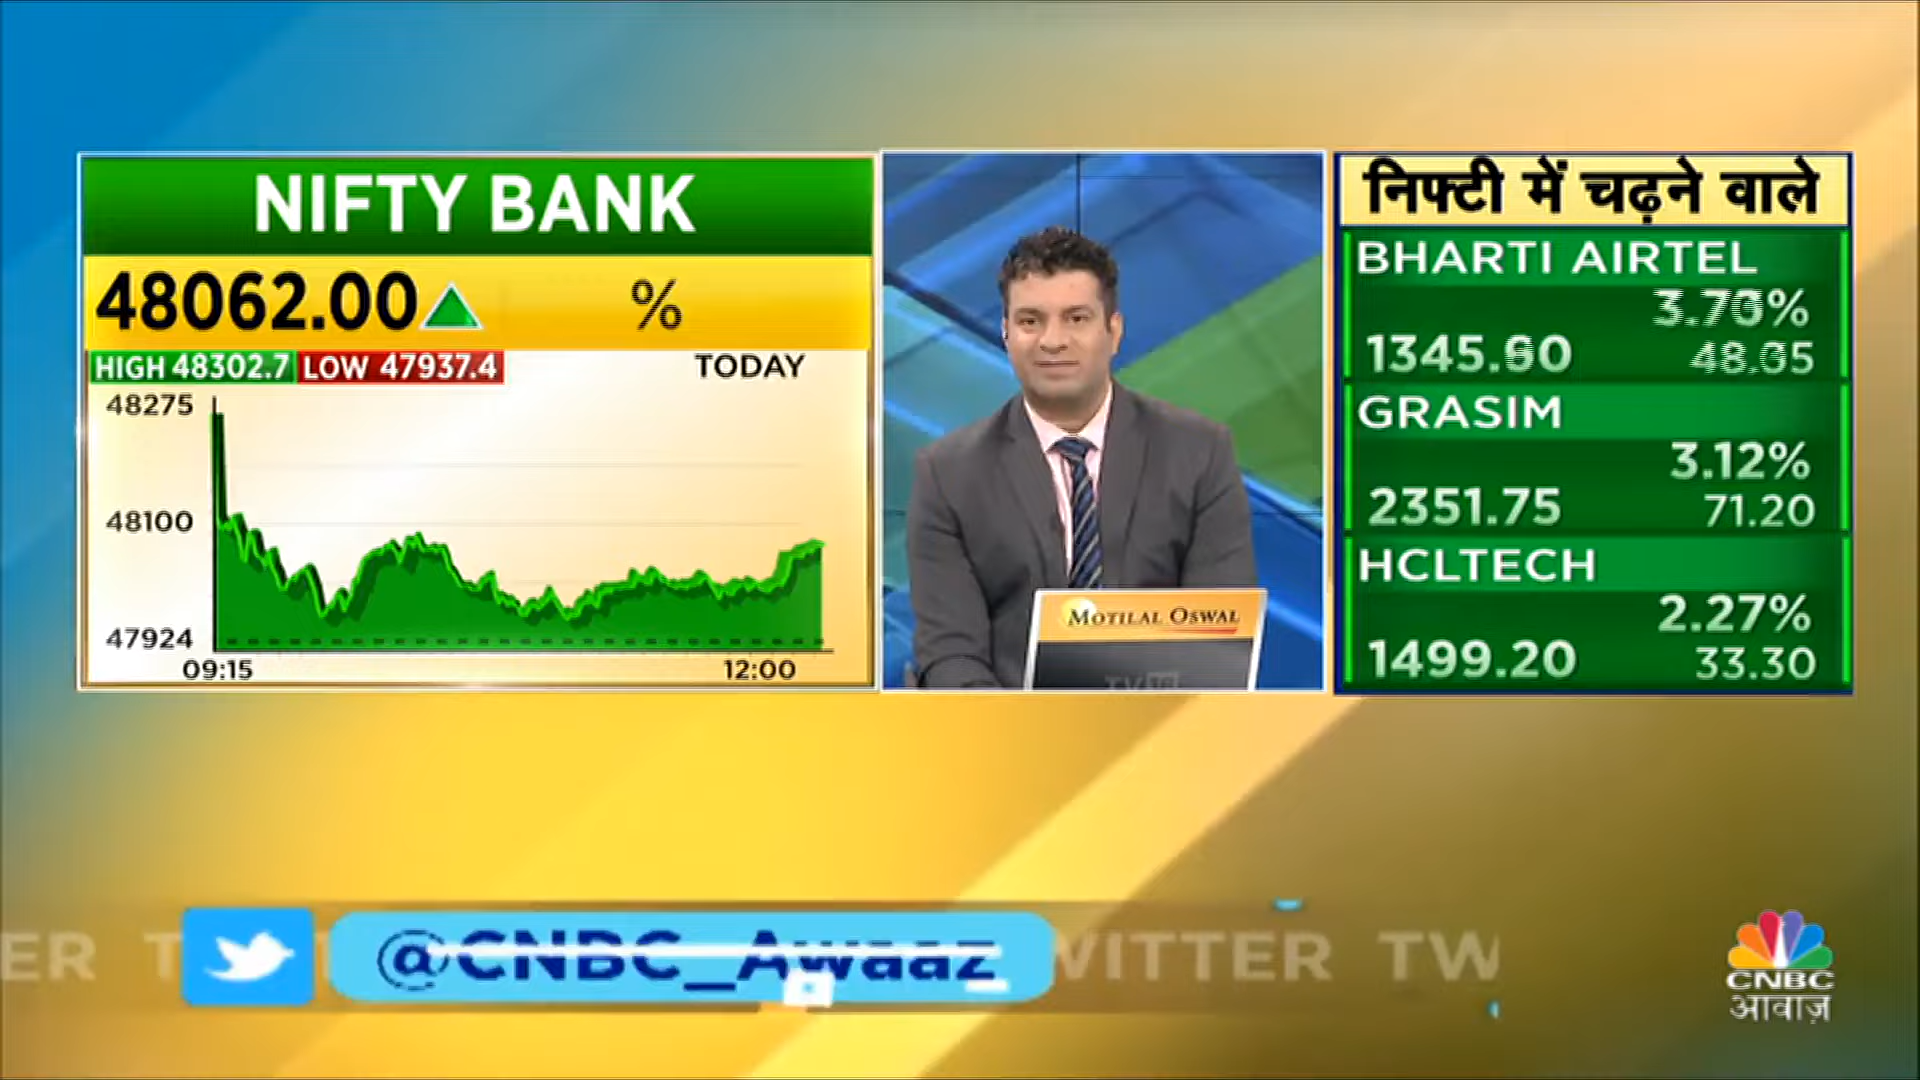 NIFTY BANK
48062.00 %
HIGH 48302.7 LOW 47937.4 TODAY
48275
48100
47924
09:15 12:00
MOTILAL OSWAL
निफ्टी में चढ़ने वाले
BHARTI AIRTEL
GRASIM
3.12%
2351.75 71.20
HCLTECH
2.27%
1499.20 33.30
@CNBC_Awaaz
CNBC
आवाज़